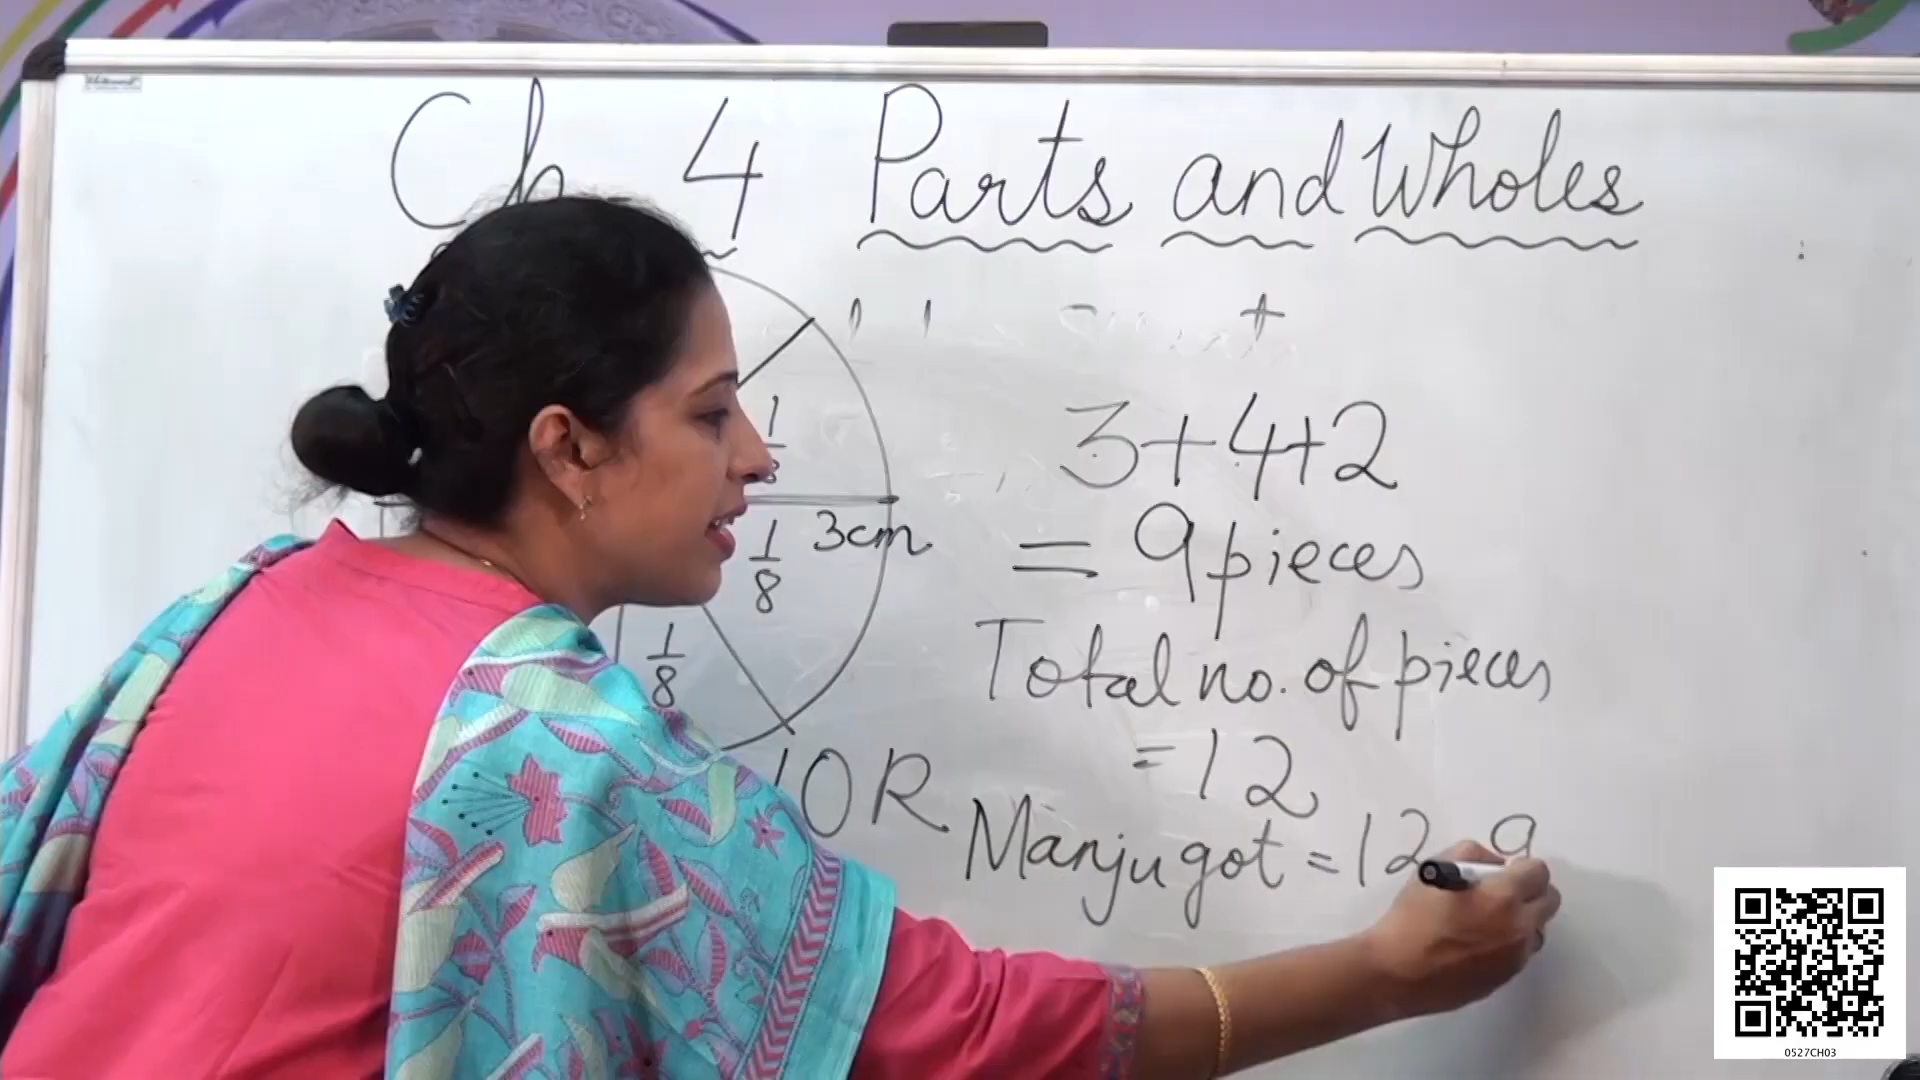 Ch 4 Parts and Wholes
3+4+2
= 9 pieces
Total no. of pieces
= 12
Manju got = 12 - 9
OR
1
1
8
3cm
1
8
0527CH03